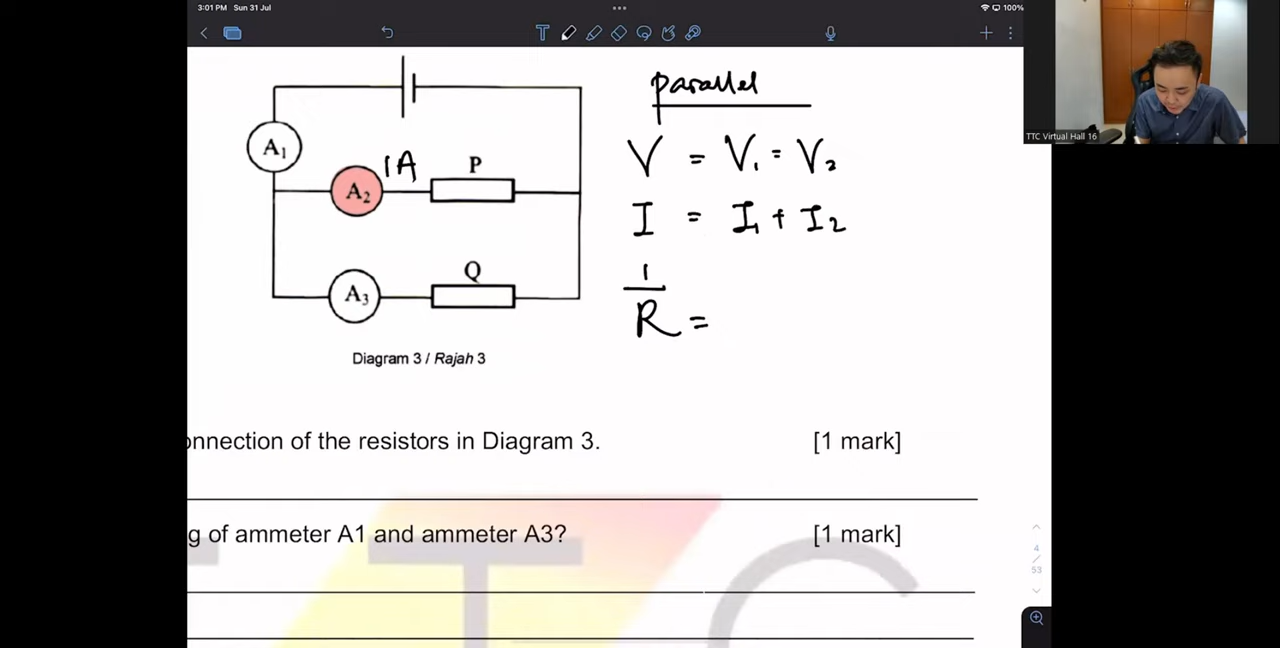 3:01 PM Sun 31 Jul
100%
TTC Virtual Hall 16
parallel
V = V₁ = V₂
I = I₁ + I₂
1
R =
A₁
1A
A₂
P
A₃
Q
Diagram 3 / Rajah 3
onnection of the resistors in Diagram 3. [1 mark]
g of ammeter A1 and ammeter A3? [1 mark]
4
/
53
T C